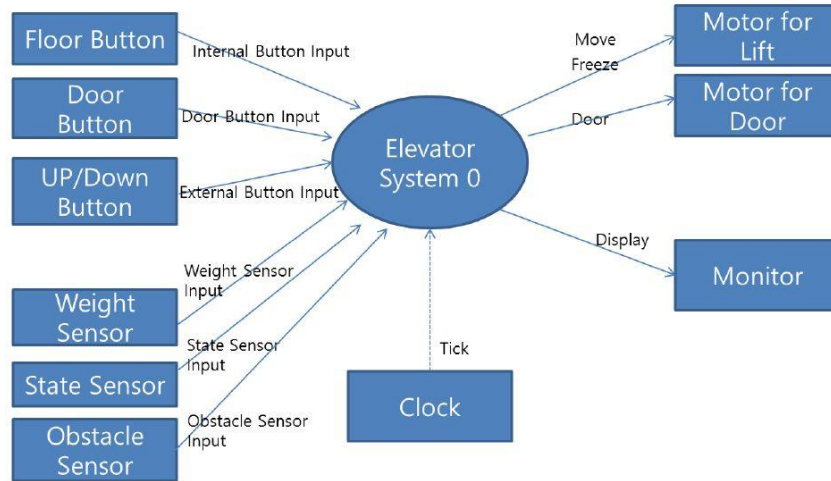 Floor Button
Internal Button Input
Door
Button
Door Button Input
UP/Down
Button
External Button Input
Weight
Sensor
Weight Sensor
Input
State Sensor
State Sensor
Input
Obstacle
Sensor
Obstacle Sensor
Input
Elevator
System 0
Tick
Clock
Move
Freeze
Motor for
Lift
Door
Motor for
Door
Display
Monitor